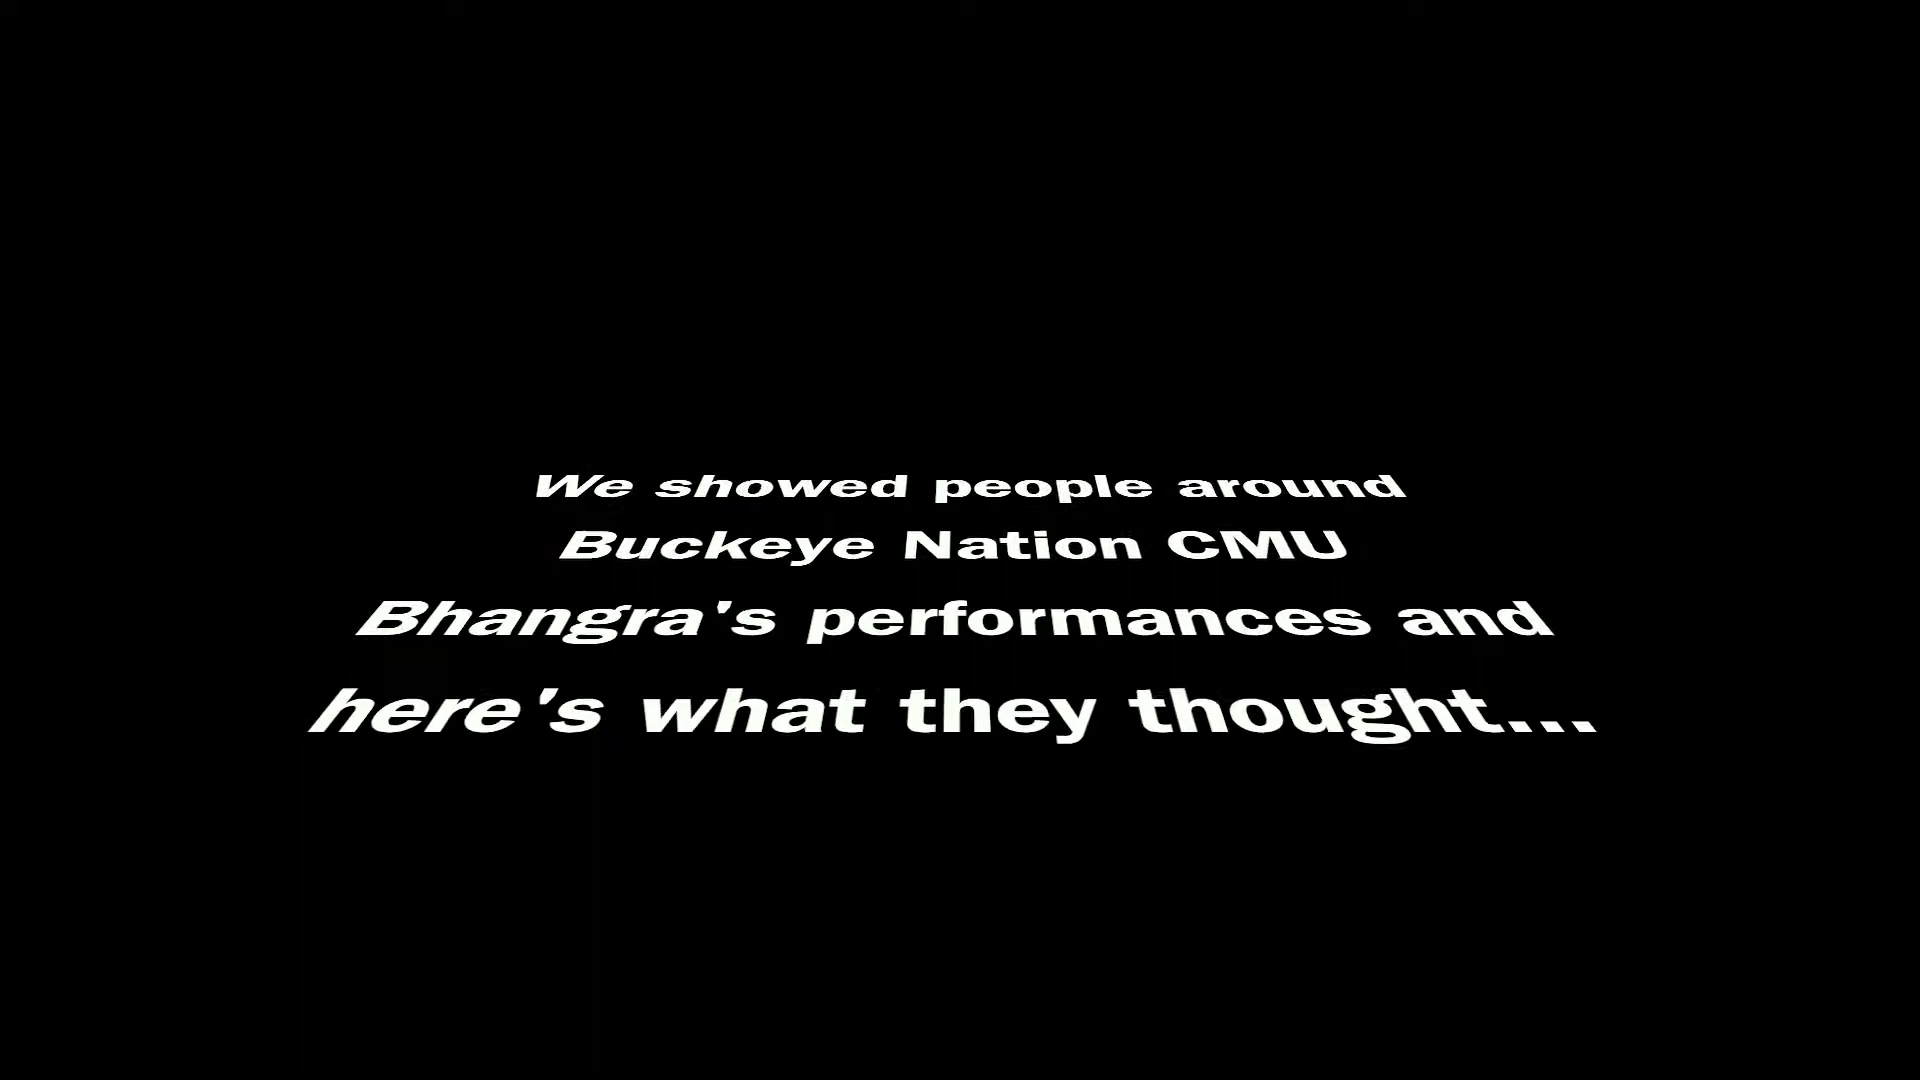 We showed people around
Buckeye Nation CMU
Bhangra's performances and
here's what they thought...